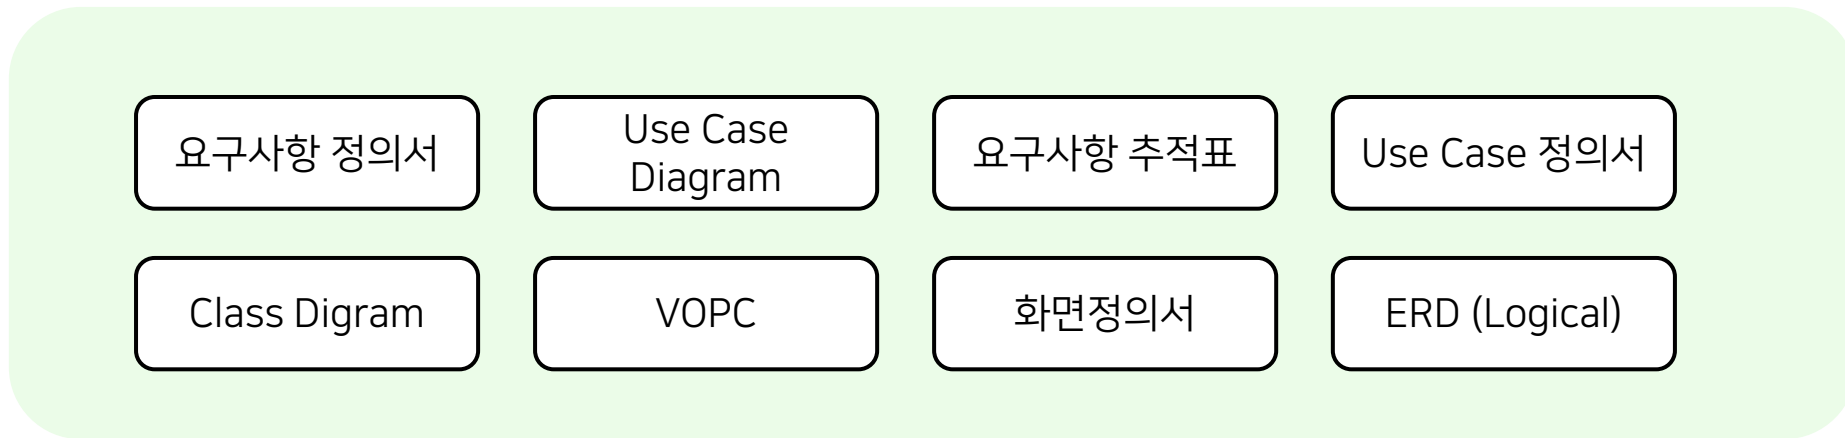 요구사항 정의서
Use Case
Diagram
요구사항 추적표
Use Case 정의서
Class Digram
VOPC
화면정의서
ERD (Logical)